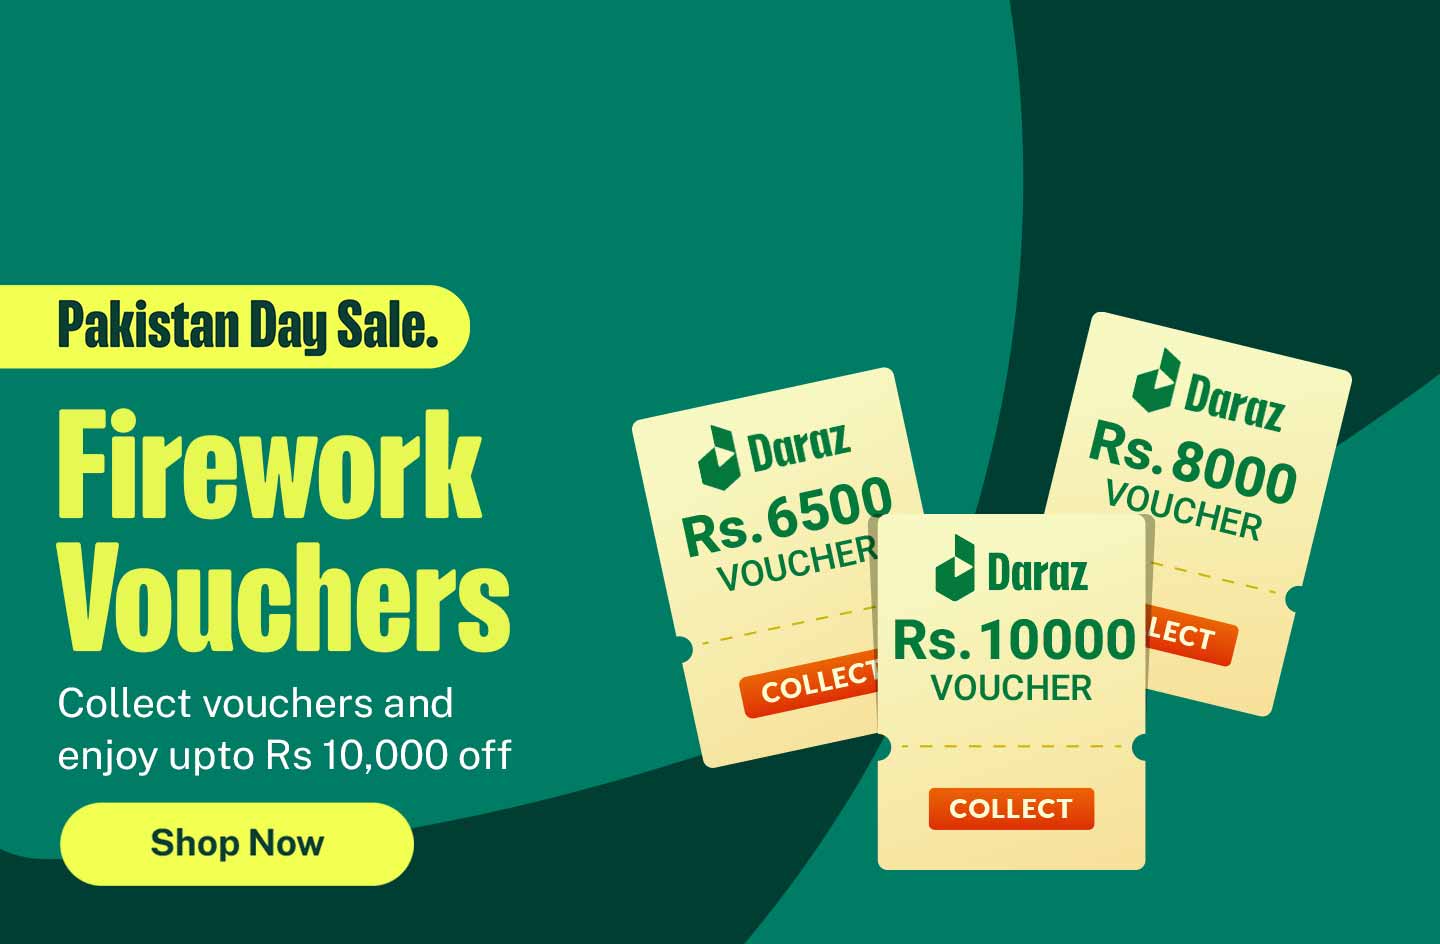 Pakistan Day Sale.
Firework
Vouchers
Collect vouchers and
enjoy upto Rs 10,000 off
Shop Now
Daraz
Rs. 6500
VOUCHER
COLLECT
Daraz
Rs. 10000
VOUCHER
COLLECT
Daraz
Rs. 8000
VOUCHER
LECT